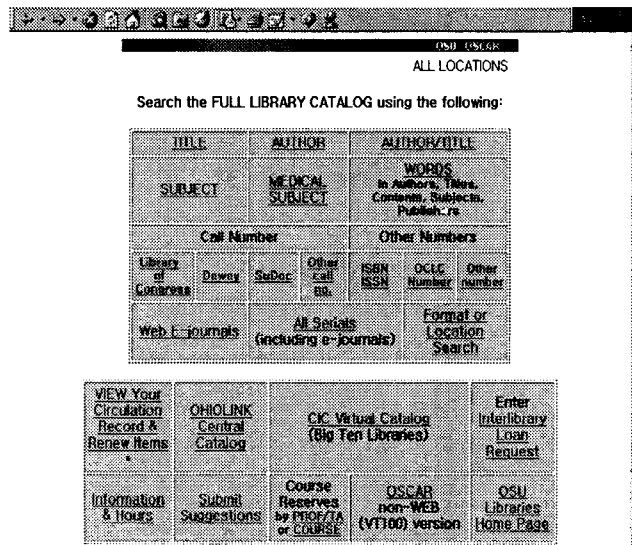 OSU OSCAR
ALL LOCATIONS
Search the FULL LIBRARY CATALOG using the following:
TITLE AUTHOR AUTHOR/TITLE
SUBJECT MEDICAL SUBJECT WORDS
in Authors, Titles,
Contents, Subjects,
Publishers
Call Number Other Numbers
Library of Congress Dewey SuDoc Other call no. ISBN ISSN OCLC Number Other number
Web E-journals All Serials (including e-journals) Format or Location Search
VIEW Your Circulation Record & Renew Items * OHIOLINK Central Catalog CIC Virtual Catalog (Big Ten Libraries) Enter Interlibrary Loan Request
Information & Hours Submit Suggestions Course Reserves by PROF/TA or COURSE OSCAR non-WEB (VT100) version OSU Libraries Home Page